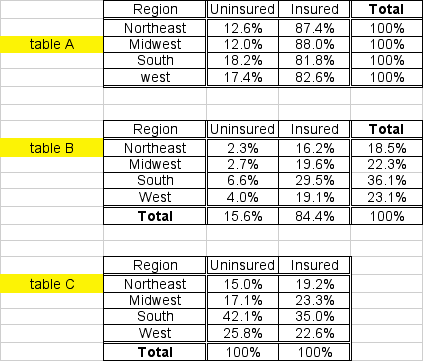 Region Uninsured Insured Total
Northeast 12.6% 87.4% 100%
table A Midwest 12.0% 88.0% 100%
South 18.2% 81.8% 100%
west 17.4% 82.6% 100%
Region Uninsured Insured Total
table B Northeast 2.3% 16.2% 18.5%
Midwest 2.7% 19.6% 22.3%
South 6.6% 29.5% 36.1%
West 4.0% 19.1% 23.1%
Total 15.6% 84.4% 100%
Region Uninsured Insured
table C Northeast 15.0% 19.2%
Midwest 17.1% 23.3%
South 42.1% 35.0%
West 25.8% 22.6%
Total 100% 100%